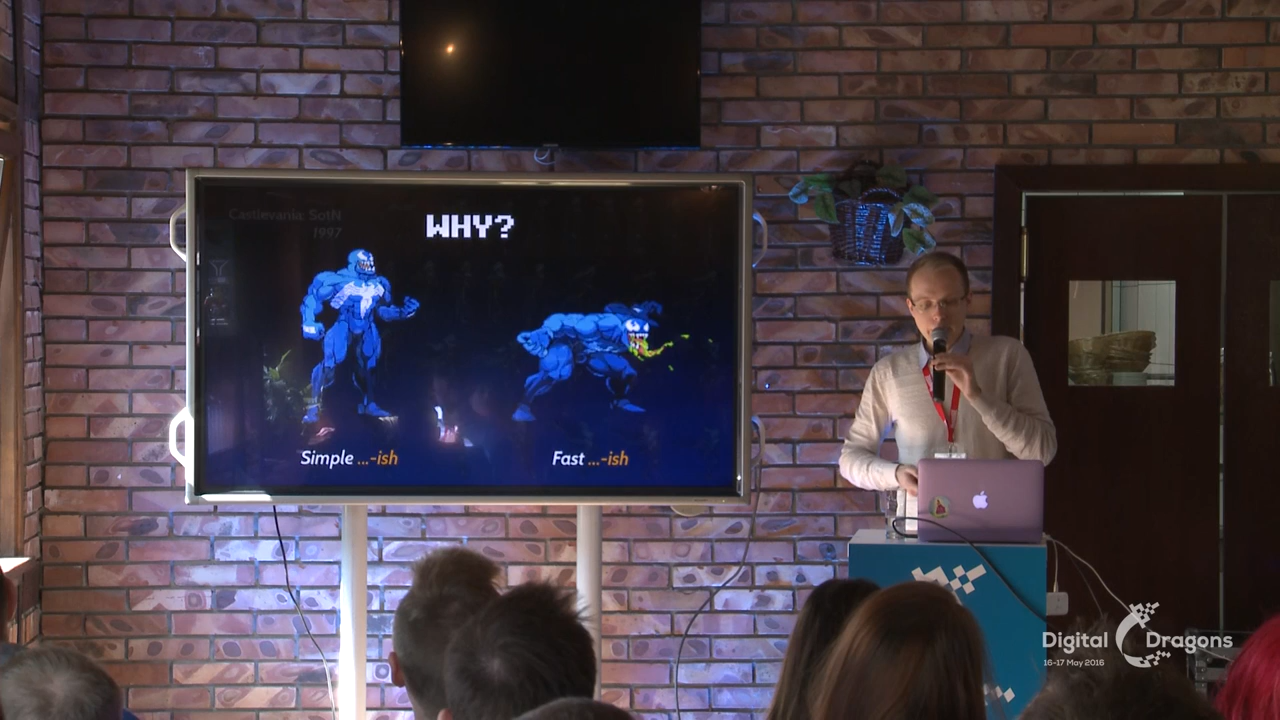 Castlevania: SotN
1997
WHY?
Simple ...-ish
Fast ...-ish
Digital Dragons
16-17 May 2016